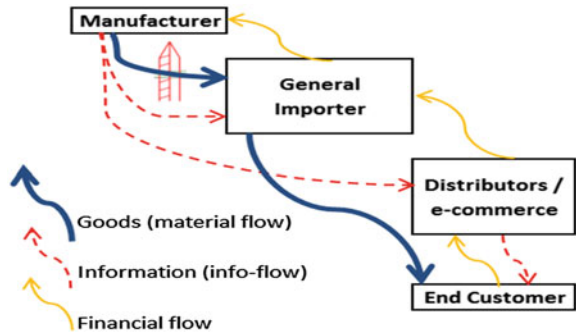 Manufacturer
General
Importer
Distributors /
e-commerce
Goods (material flow)
Information (info-flow)
End Customer
Financial flow